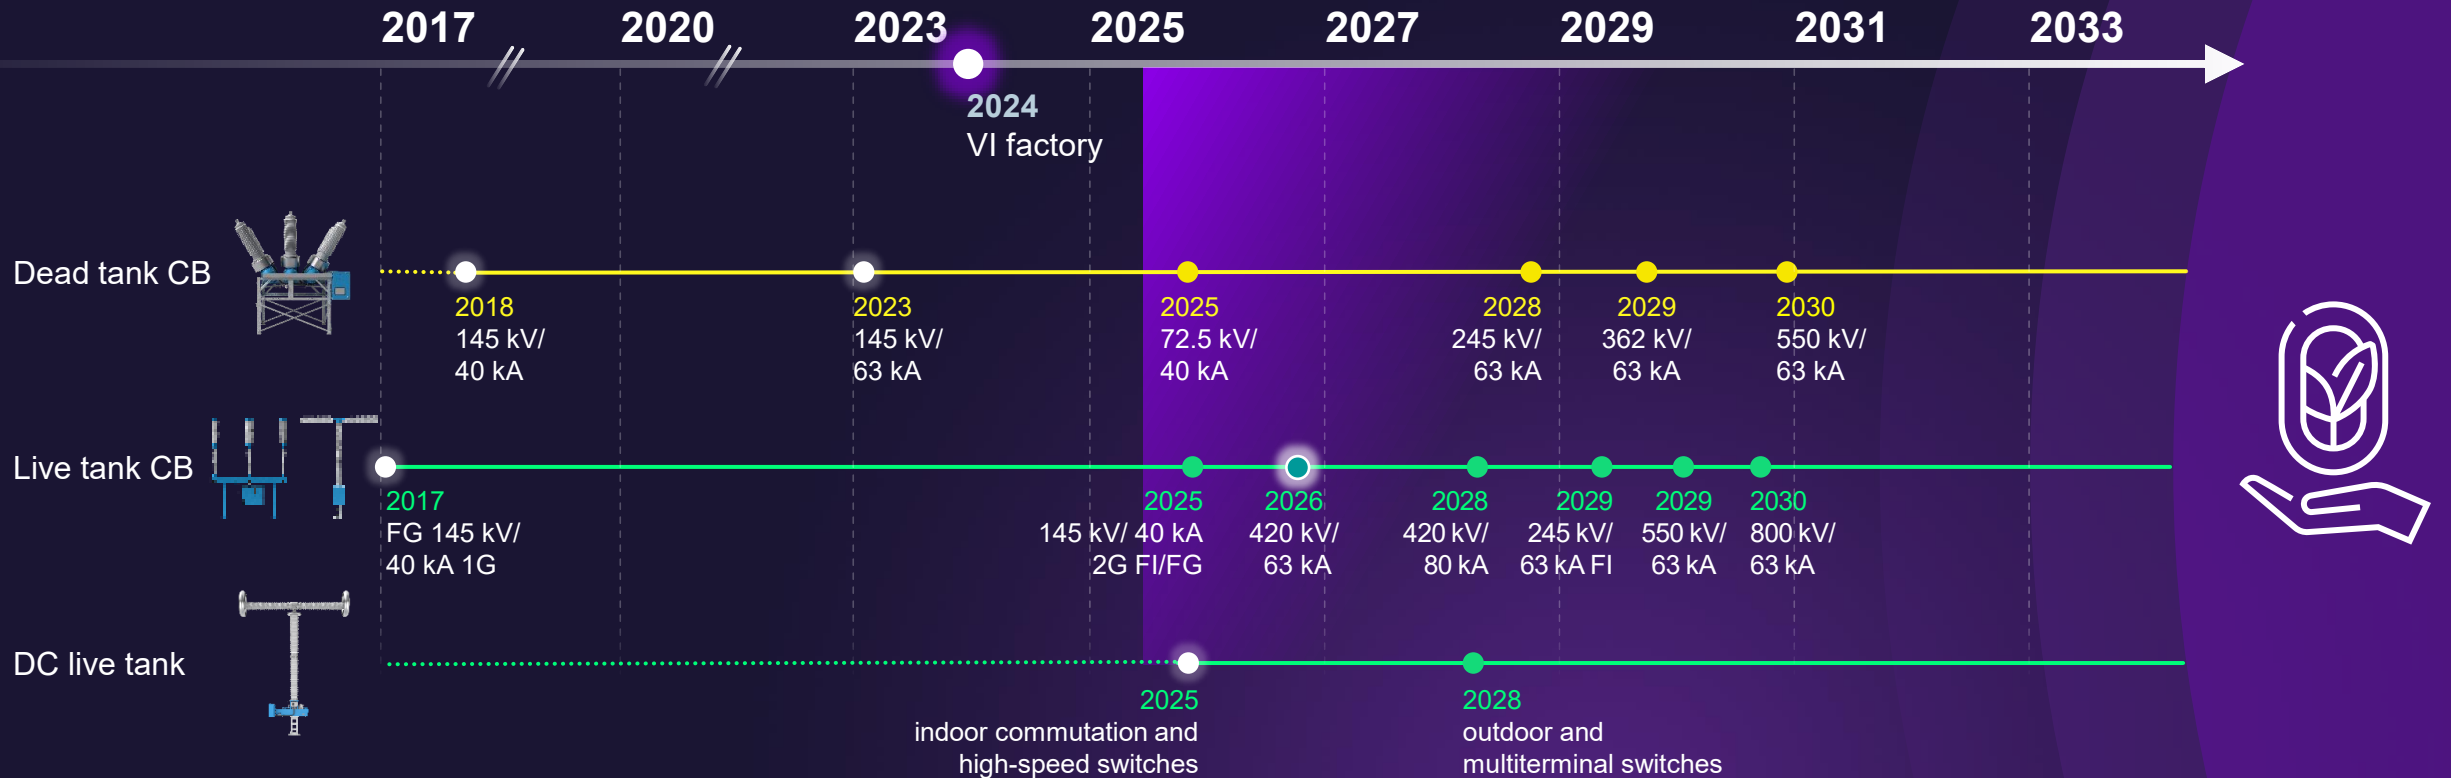 2017 2020 2023 2025 2027 2029 2031 2033
2024
VI factory
Dead tank CB
2018
145 kV/
40 kA
2023
145 kV/
63 kA
2025
72.5 kV/
40 kA
2028
245 kV/
63 kA
2029
362 kV/
63 kA
2030
550 kV/
63 kA
Live tank CB
2017
FG 145 kV/
40 kA 1G
2025
145 kV/ 40 kA
2G FI/FG
2026
420 kV/
63 kA
2028
420 kV/
80 kA
2029
245 kV/
63 kA FI
2029
550 kV/
63 kA
2030
800 kV/
63 kA
DC live tank
2025
indoor commutation and
high-speed switches
2028
outdoor and
multiterminal switches